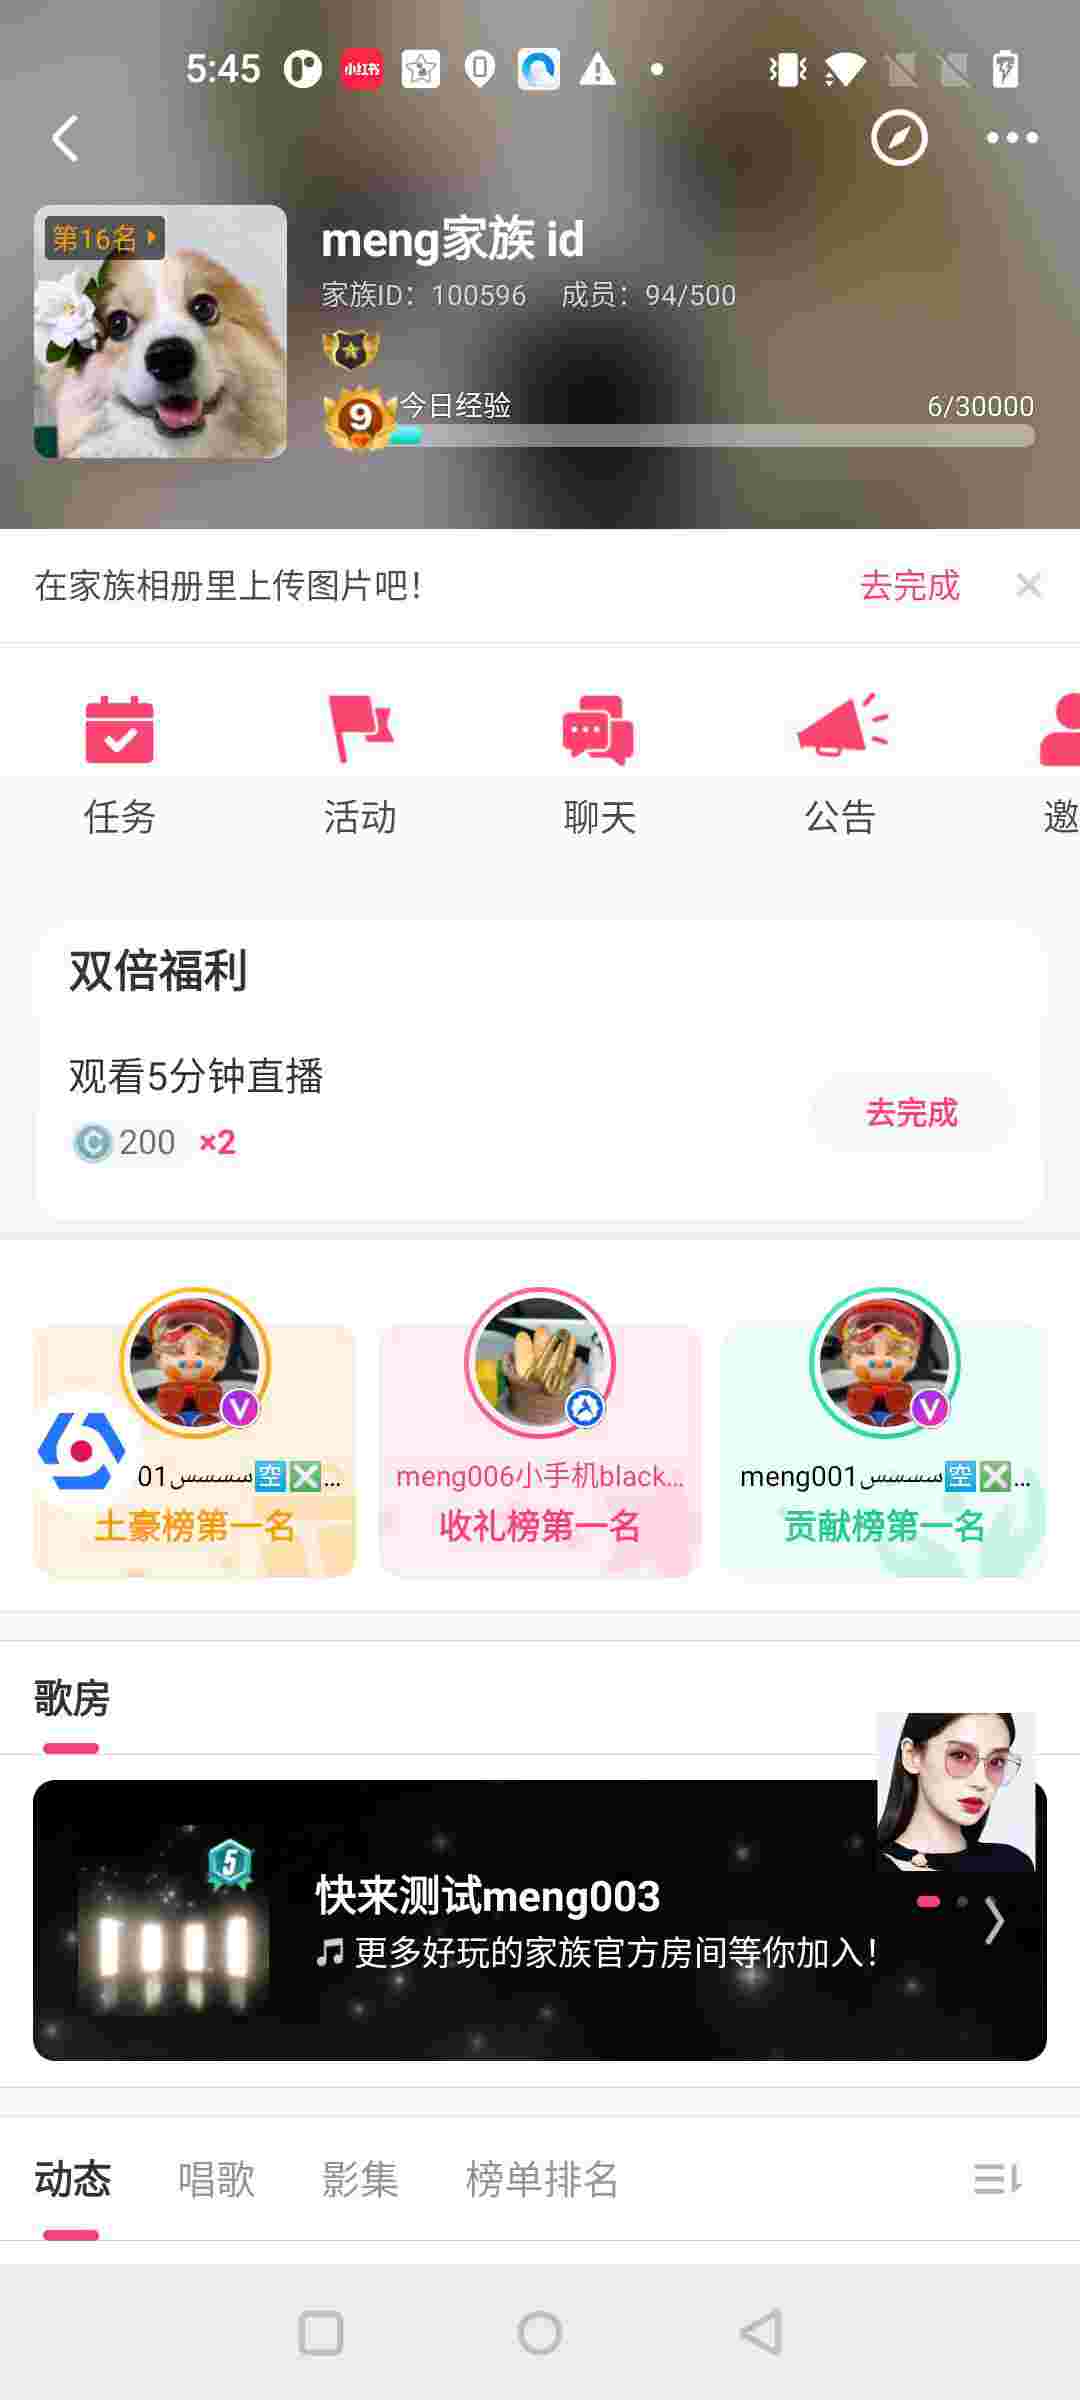 5:45
小红书
第16名
meng家族 id
家族ID：100596 成员：94/500
9
今日经验
6/30000
在家族相册里上传图片吧！
去完成
任务
活动
聊天
公告
邀
双倍福利
观看5分钟直播
200 ×2
去完成
01سسسس空❎...
土豪榜第一名
meng006小手机black...
收礼榜第一名
meng001سسسس空❎...
贡献榜第一名
歌房
5
快来测试meng003
更多好玩的家族官方房间等你加入！
动态
唱歌
影集
榜单排名